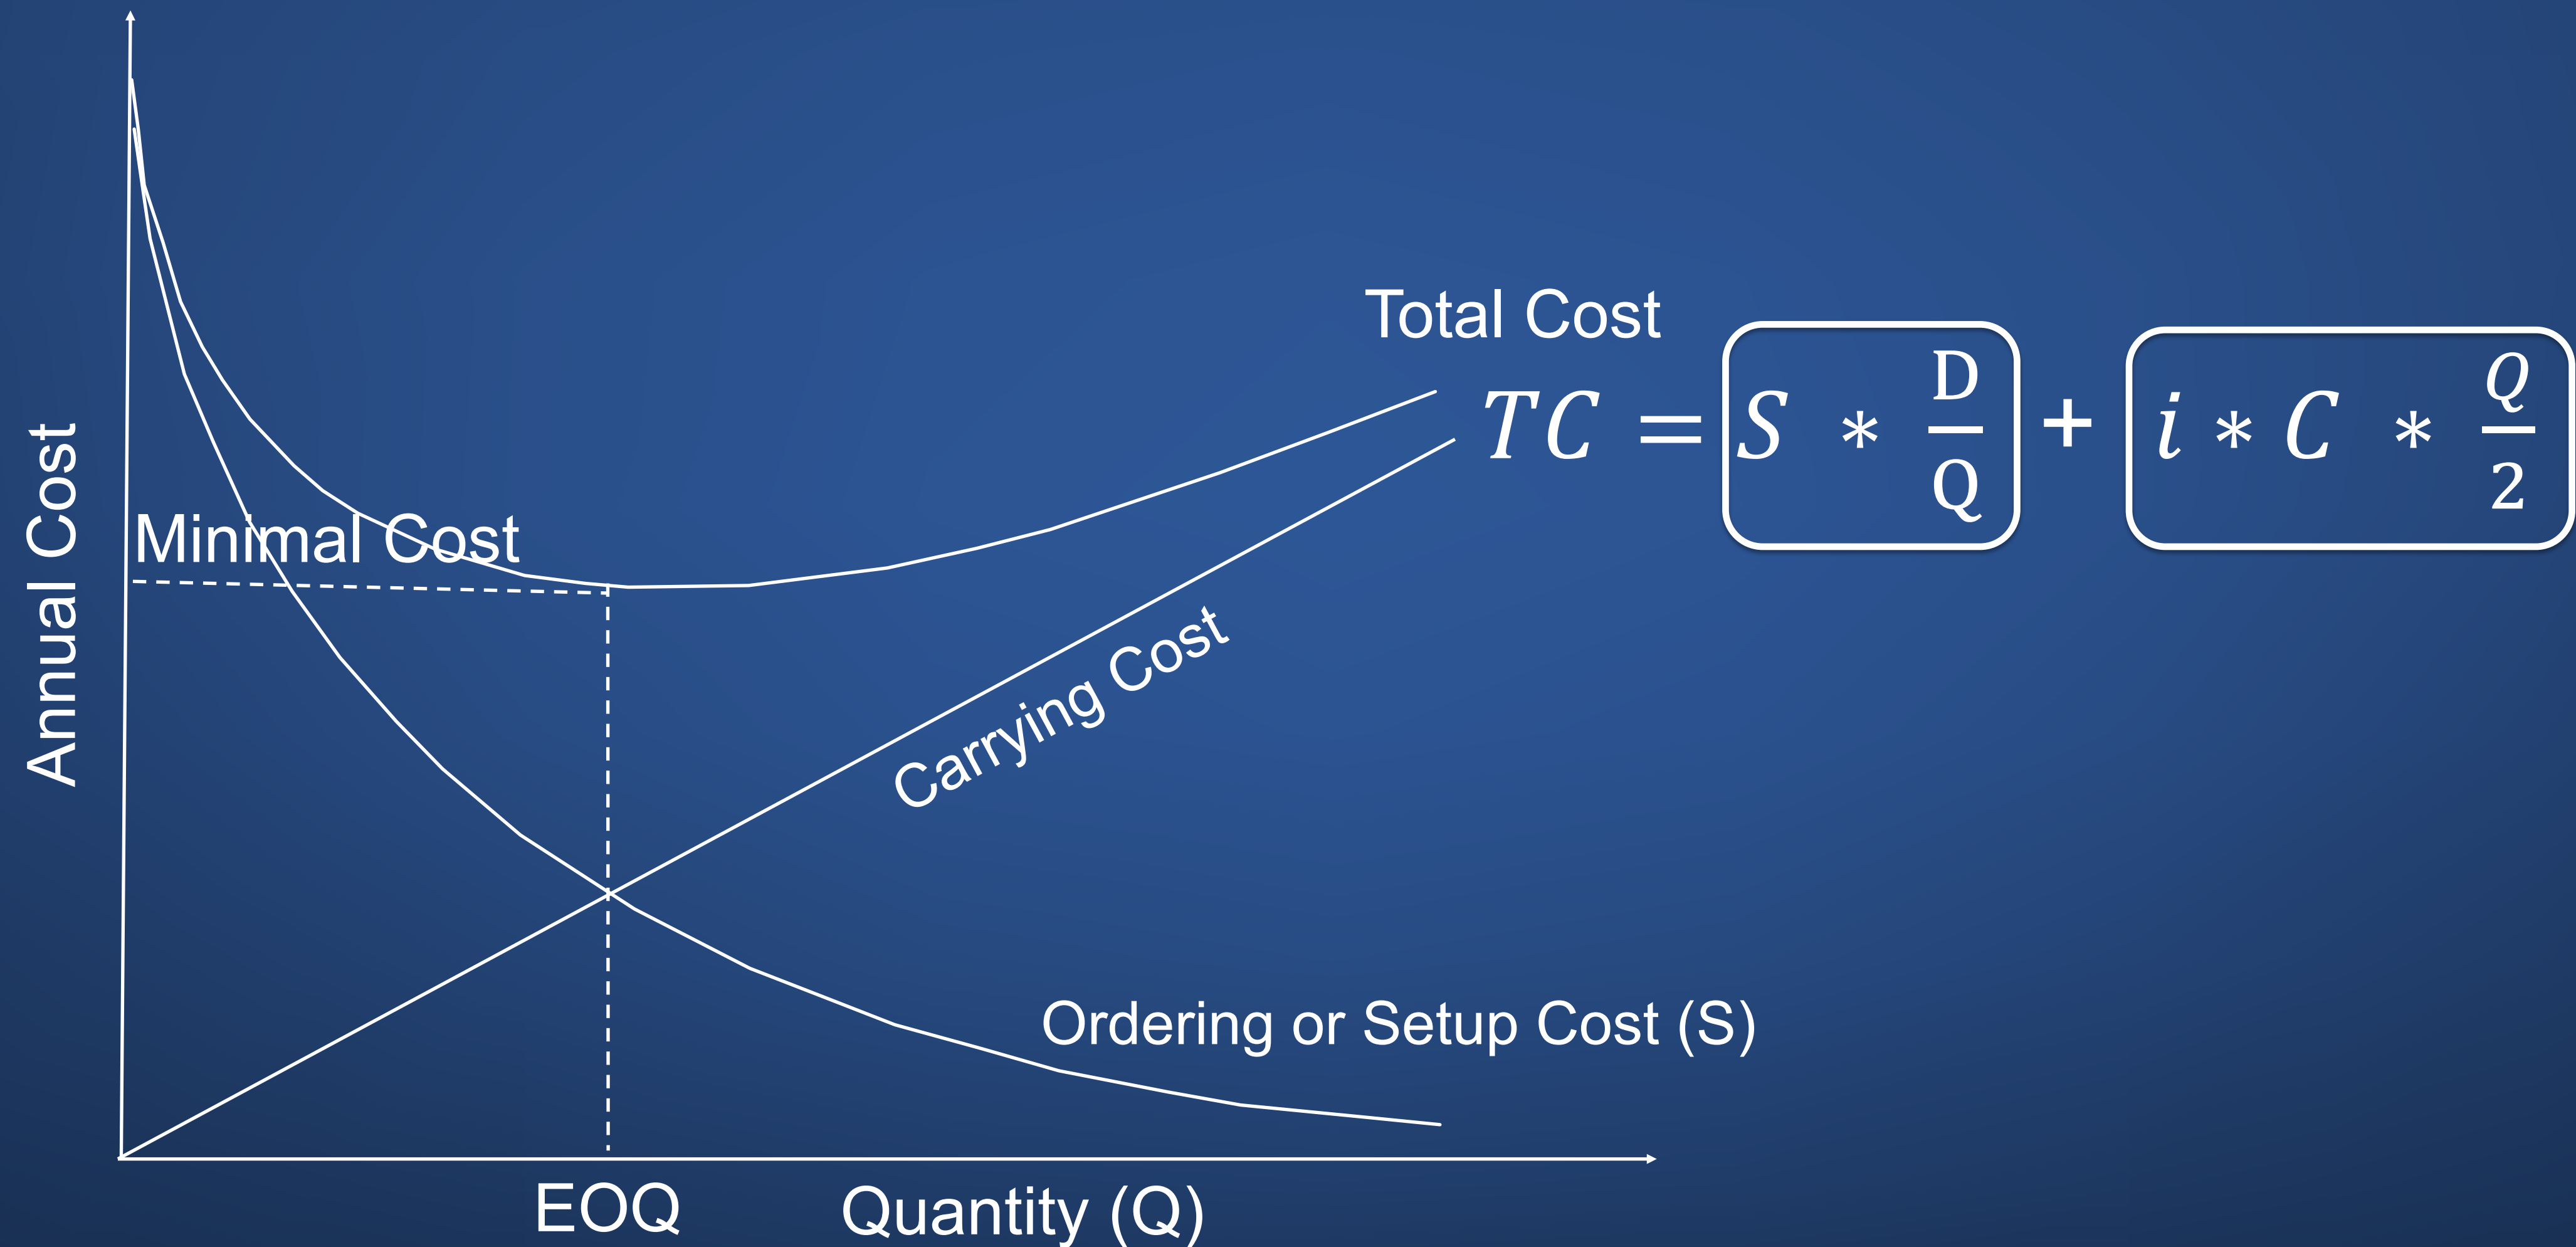 Total Cost
TC = S * D/Q + i * C * Q/2
Annual Cost
Minimal Cost
Carrying Cost
Ordering or Setup Cost (S)
EOQ
Quantity (Q)